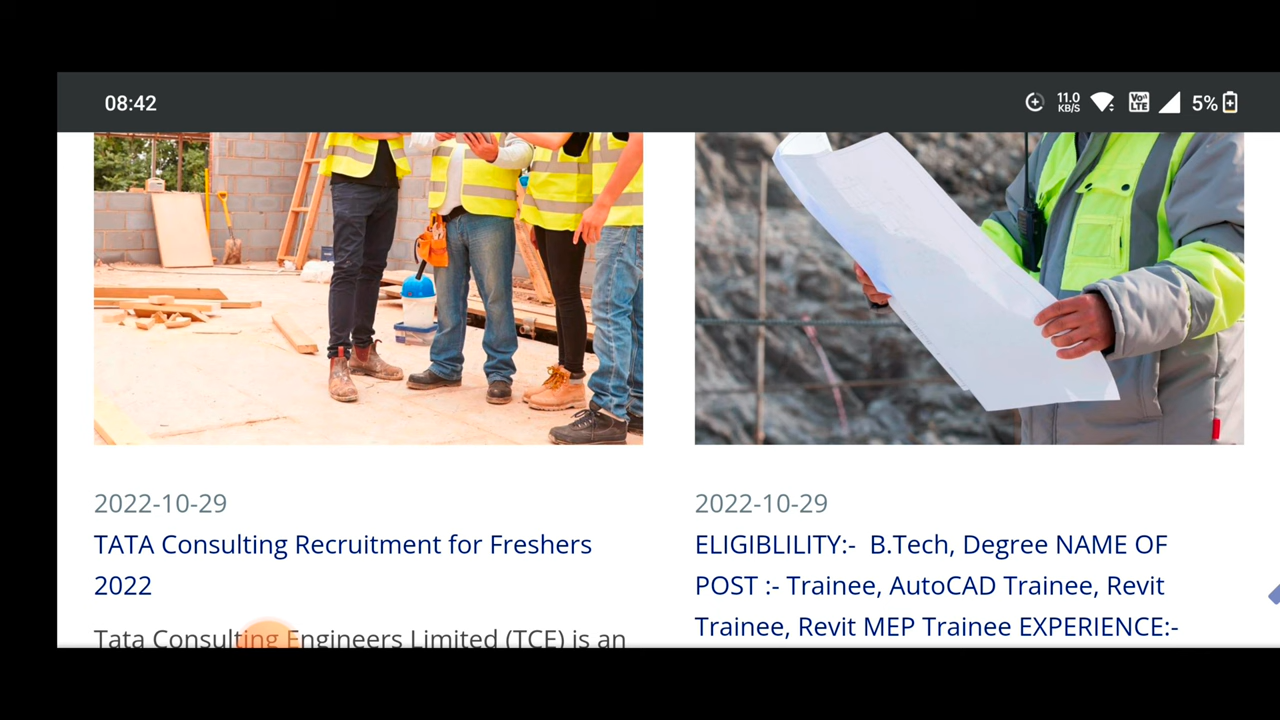 08:42
11.0
KB/S
Vo
LTE
5%
2022-10-29
TATA Consulting Recruitment for Freshers
2022
Tata Consulting Engineers Limited (TCE) is an
2022-10-29
ELIGIBLILITY:- B.Tech, Degree NAME OF
POST :- Trainee, AutoCAD Trainee, Revit
Trainee, Revit MEP Trainee EXPERIENCE:-